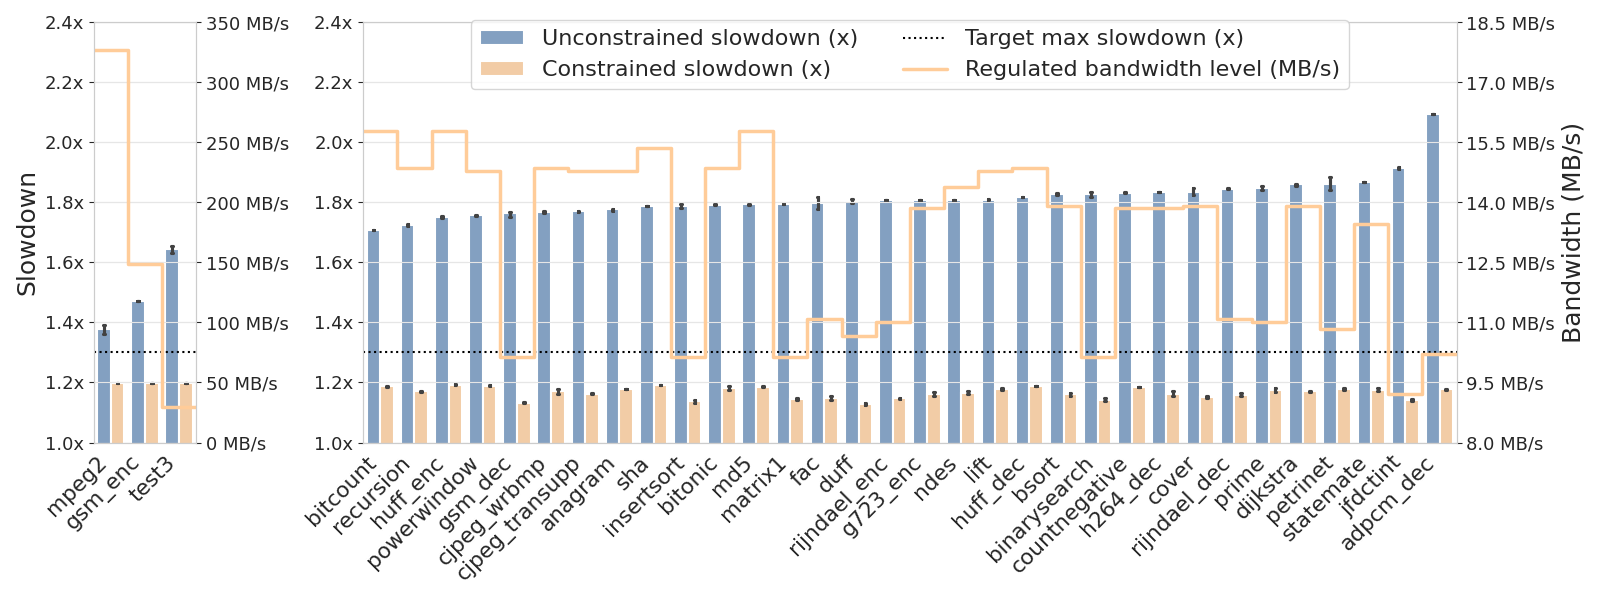 Slowdown
2.4x
2.2x
2.0x
1.8x
1.6x
1.4x
1.2x
1.0x
350 MB/s
300 MB/s
250 MB/s
200 MB/s
150 MB/s
100 MB/s
50 MB/s
0 MB/s
mpeg2
gsm_enc
test3
2.4x
2.2x
2.0x
1.8x
1.6x
1.4x
1.2x
1.0x
Unconstrained slowdown (x)
Constrained slowdown (x)
Target max slowdown (x)
Regulated bandwidth level (MB/s)
18.5 MB/s
17.0 MB/s
15.5 MB/s
14.0 MB/s
12.5 MB/s
11.0 MB/s
9.5 MB/s
8.0 MB/s
Bandwidth (MB/s)
bitcount
recursion
huff_enc
powerwindow
gsm_dec
cjpeg_wrbmp
cjpeg_transupp
anagram
sha
insertsort
bitonic
md5
matrix1
fac
duff
rijndael_enc
g723_enc
ndes
lift
huff_dec
bsort
binarysearch
countnegative
h264_dec
cover
rijndael_dec
prime
dijkstra
petrinet
statemate
jfdctint
adpcm_dec